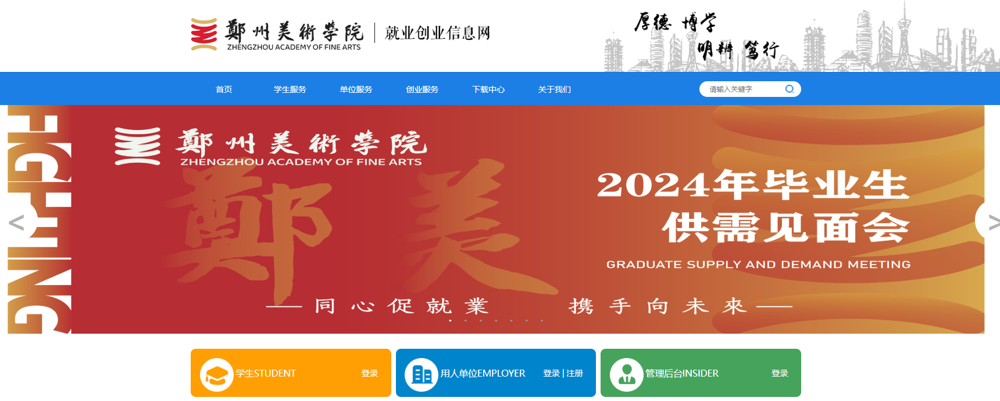 鄭州美術學院
ZHENGZHOU ACADEMY OF FINE ARTS
就业创业信息网
厚德 博学
明辨 笃行
首页 学生服务 单位服务 创业服务 下载中心 关于我们 请输入关键字
FIGHTING
鄭州美術學院
ZHENGZHOU ACADEMY OF FINE ARTS
鄭 美
2024年毕业生
供需见面会
GRADUATE SUPPLY AND DEMAND MEETING
同心促就業 携手向未來
< >
学生STUDENT 登录
用人单位EMPLOYER 登录 | 注册
管理后台INSIDER 登录